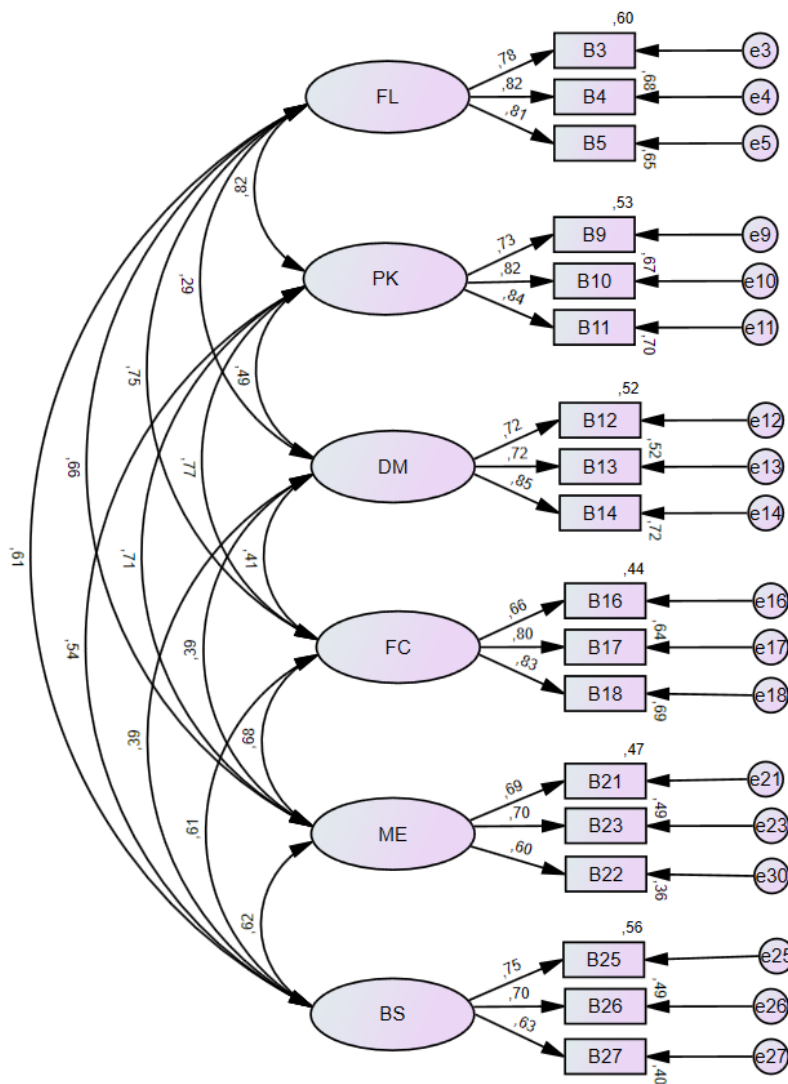 ,60
,78
B3
e3
FL
,82
,68
B4
e4
,81
B5
,65
e5
,82
,53
,73
B9
e9
PK
,82
,67
B10
e10
,84
B11
,70
e11
,29
,49
,75
,52
,72
B12
e12
DM
,72
,52
B13
e13
,85
B14
,72
e14
,66
,77
,71
,41
,61
,44
,66
B16
e16
FC
,80
,64
B17
e17
,83
B18
,69
e18
,54
,39
,39
,68
,47
,69
B21
e21
ME
,70
,49
B23
e23
,60
B22
,36
e30
,61
,62
,56
,75
B25
e25
BS
,70
,49
B26
e26
,63
B27
,40
e27